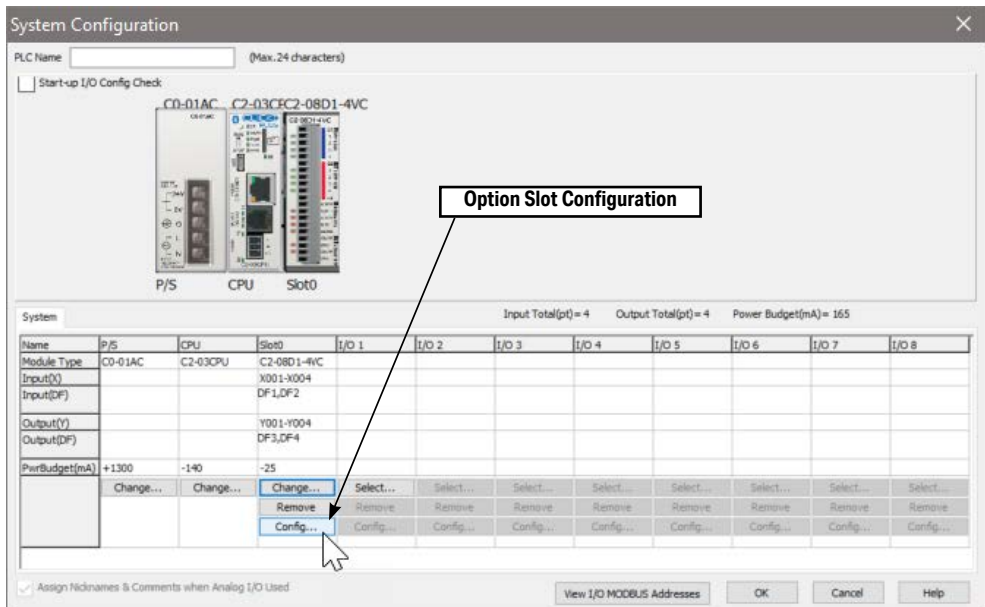 System Configuration
PLC Name (Max. 24 characters)
Start-up I/O Config Check
C0-01AC C2-03CFC2-08D1-4VC
Option Slot Configuration
P/S CPU Slot0
System Input Total(pt)= 4 Output Total(pt)= 4 Power Budget(mA)= 165
Name P/S CPU Slot0 I/O 1 I/O 2 I/O 3 I/O 4 I/O 5 I/O 6 I/O 7 I/O 8
Module Type C0-01AC C2-03CPU C2-08D1-4VC
Input(X) X001-X004
Input(DF) DF1,DF2
Output(Y) Y001-Y004
Output(DF) DF3,DF4
PwrBudget(mA) +1300 -140 -25
Change... Change... Change... Select... Select... Select... Select... Select... Select... Select... Select...
Remove Remove Remove Remove Remove Remove Remove Remove Remove
Config... Config... Config... Config... Config... Config... Config... Config... Config...
Assign Nicknames & Comments when Analog I/O Used View I/O MODBUS Addresses OK Cancel Help